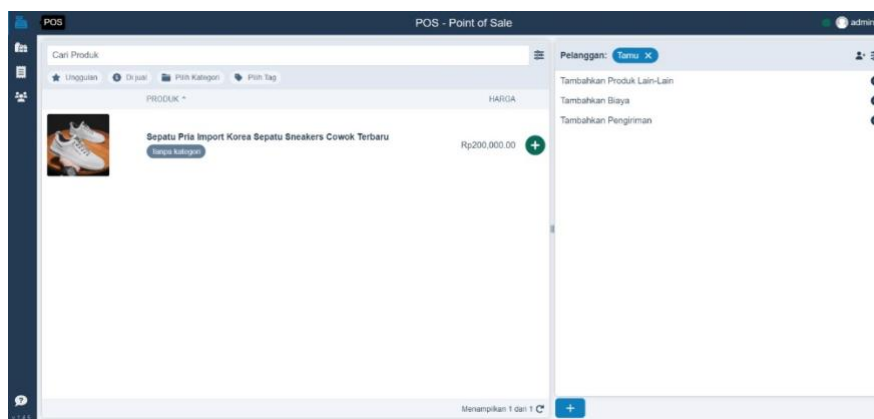 POS
POS - Point of Sale
admin
Cari Produk
Unggulan Di jual Pilih Kategori Pilih Tag
PRODUK HARGA
Sepatu Pria Import Korea Sepatu Sneakers Cowok Terbaru
Tanpa kategori
Rp200,000.00
Menampilkan 1 dari 1
Pelanggan: Tamu X
Tambahkan Produk Lain-Lain
Tambahkan Biaya
Tambahkan Pengiriman